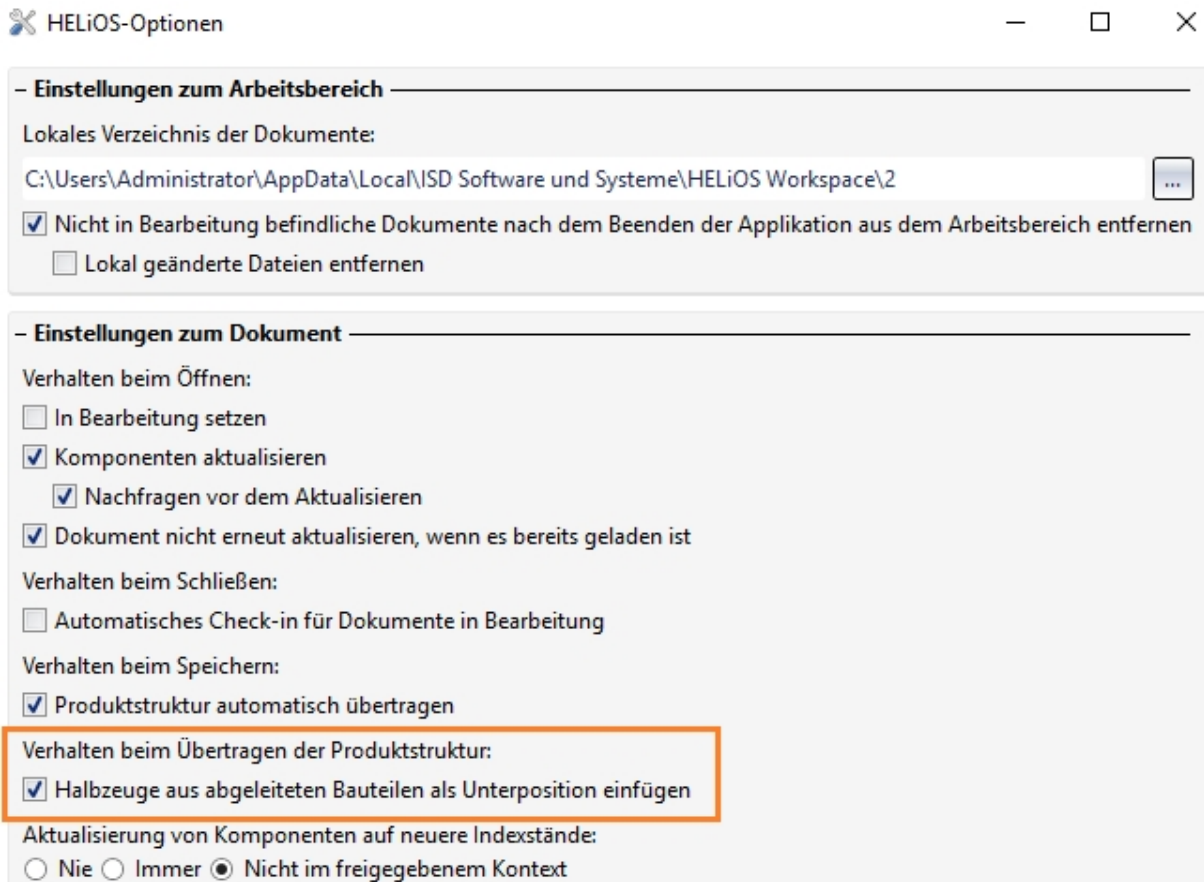 HELiOS-Optionen
– Einstellungen zum Arbeitsbereich
Lokales Verzeichnis der Dokumente:
C:\Users\Administrator\AppData\Local\ISD Software und Systeme\HELiOS Workspace\2
...
Nicht in Bearbeitung befindliche Dokumente nach dem Beenden der Applikation aus dem Arbeitsbereich entfernen
Lokal geänderte Dateien entfernen
– Einstellungen zum Dokument
Verhalten beim Öffnen:
In Bearbeitung setzen
Komponenten aktualisieren
Nachfragen vor dem Aktualisieren
Dokument nicht erneut aktualisieren, wenn es bereits geladen ist
Verhalten beim Schließen:
Automatisches Check-in für Dokumente in Bearbeitung
Verhalten beim Speichern:
Produktstruktur automatisch übertragen
Verhalten beim Übertragen der Produktstruktur:
Halbzeuge aus abgeleiteten Bauteilen als Unterposition einfügen
Aktualisierung von Komponenten auf neuere Indexstände:
Nie Immer Nicht im freigegebenem Kontext